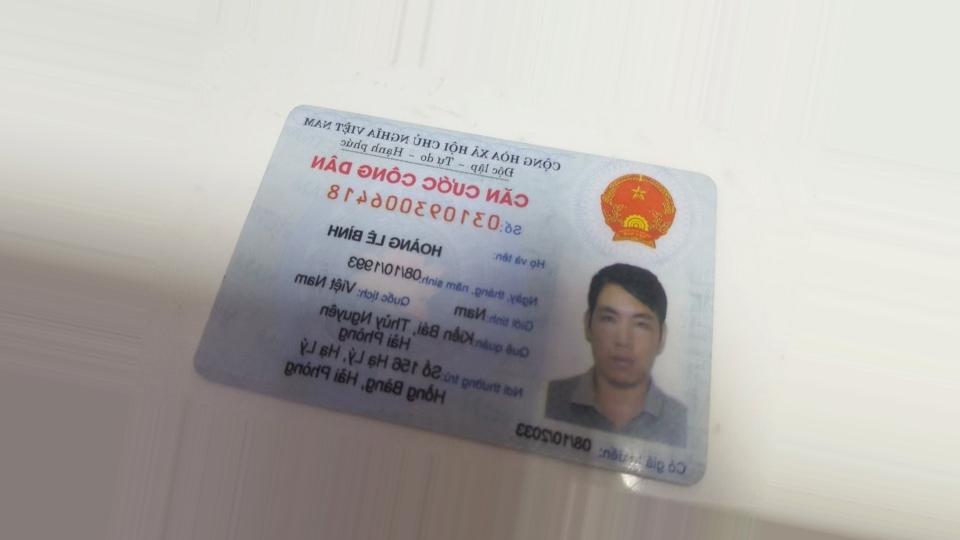 CỘNG HÒA XÃ HỘI CHỦ NGHĨA VIỆT NAM
Độc lập - Tự do - Hạnh phúc
CĂN CƯỚC CÔNG DÂN
Số: 031093006418
Họ và tên:
HOÀNG LÊ BÌNH
Ngày, tháng, năm sinh: 08/10/1993
Giới tính: Nam Quốc tịch: Việt Nam
Quê quán: Kiền Bái, Thủy Nguyên
Hải Phòng
Nơi thường trú: Số 156 Hạ Lý, Hạ Lý
Hồng Bàng, Hải Phòng
Có giá trị đến: 08/10/2033